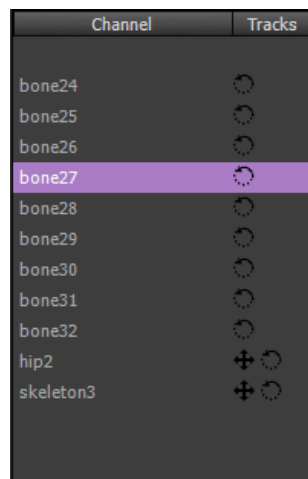 Channel Tracks
bone24
bone25
bone26
bone27
bone28
bone29
bone30
bone31
bone32
hip2
skeleton3